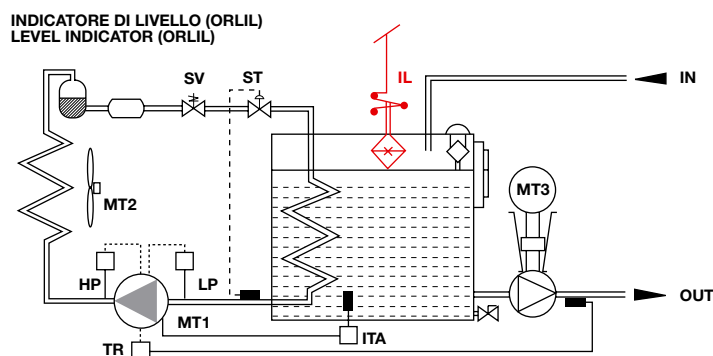 INDICATORE DI LIVELLO (ORLIL)
LEVEL INDICATOR (ORLIL)
SV
ST
IL
IN
MT2
MT3
HP
LP
MT1
OUT
TR
ITA